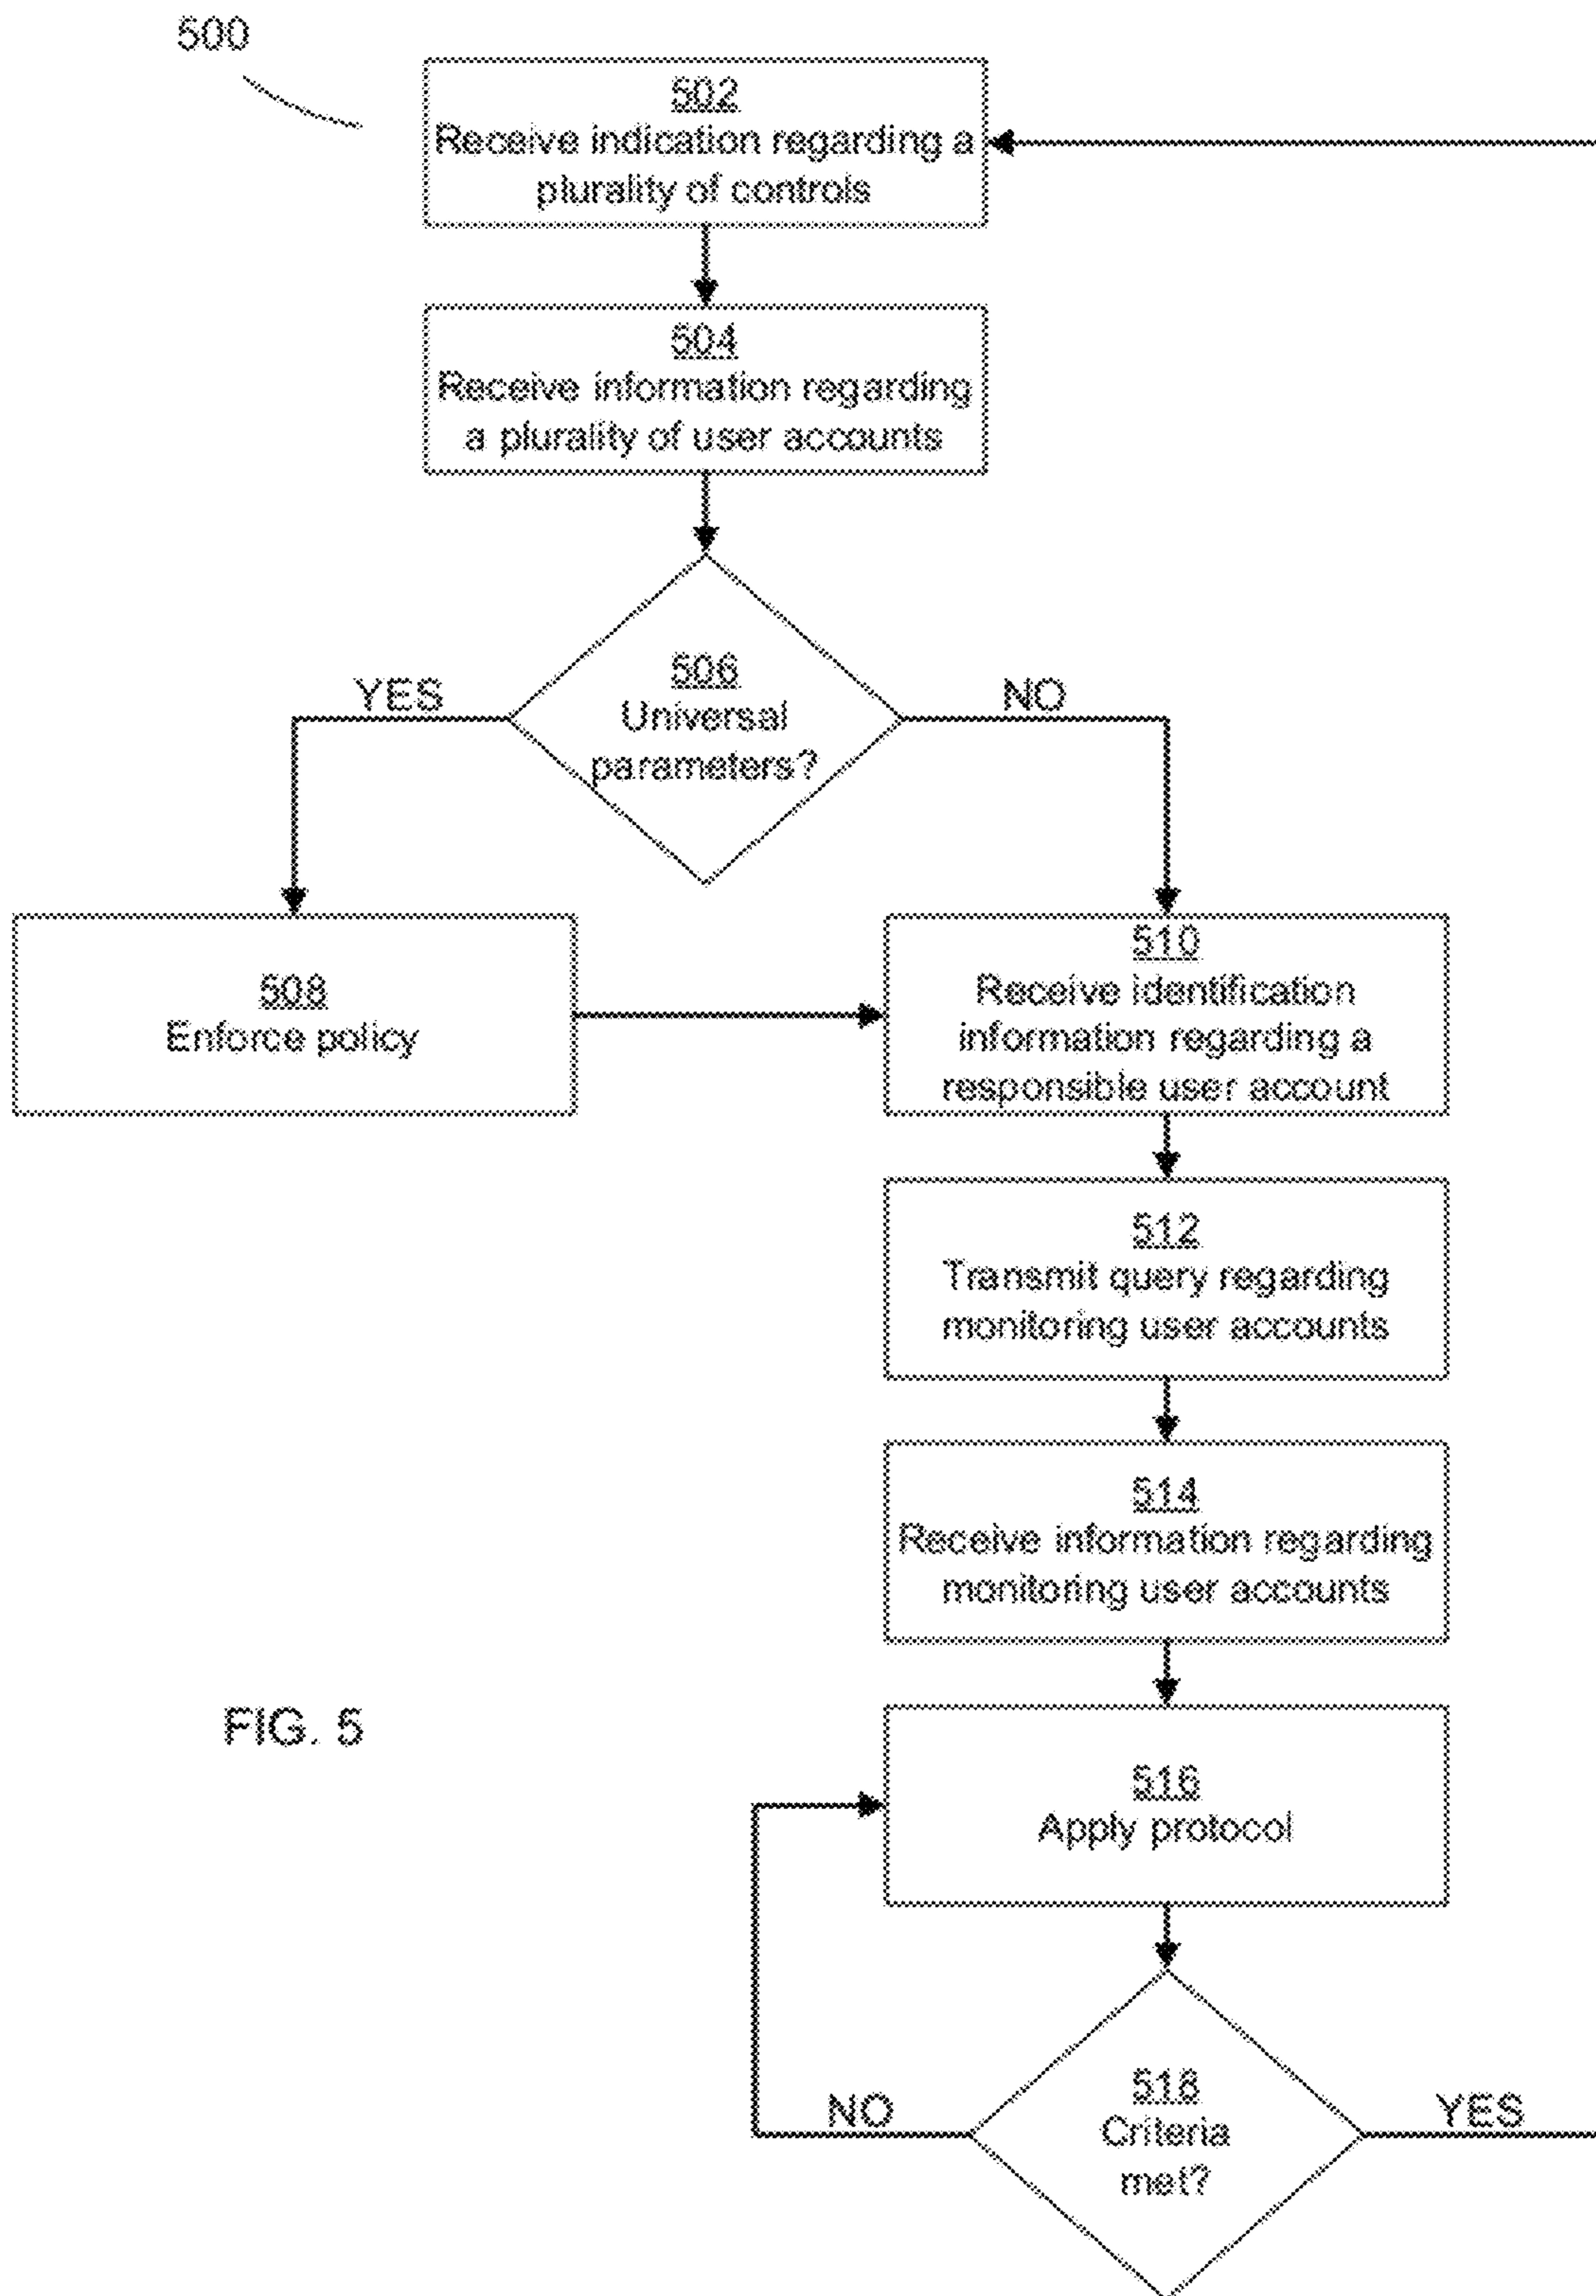 500
502
Receive indication regarding a
plurality of controls
504
Receive information regarding
a plurality of user accounts
506
Universal
parameters?
YES
NO
508
Enforce policy
510
Receive identification
information regarding a
responsible user account
512
Transmit query regarding
monitoring user accounts
514
Receive information regarding
monitoring user accounts
516
Apply protocol
518
Criteria
met?
NO
YES
FIG. 5